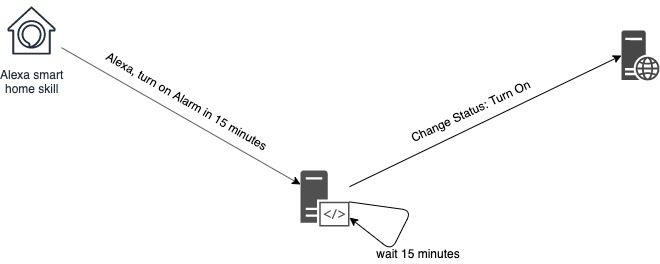 Alexa smart
home skill
Alexa, turn on Alarm in 15 minutes
Change Status: Turn On
</>
wait 15 minutes